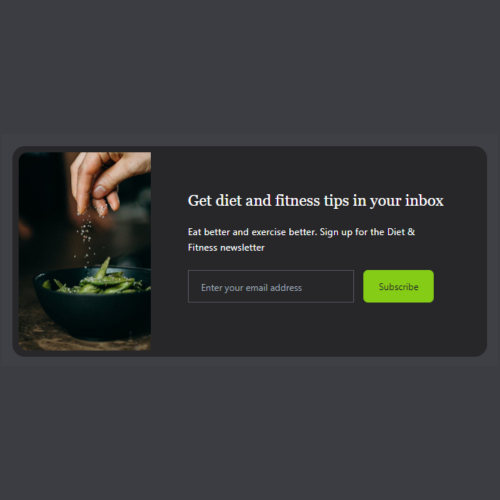 Get diet and fitness tips in your inbox
Eat better and exercise better. Sign up for the Diet &
Fitness newsletter
Enter your email address
Subscribe